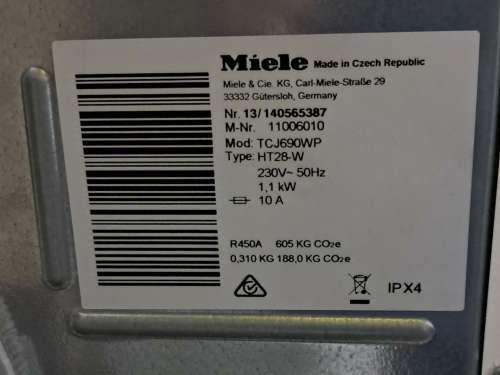 Miele Made in Czech Republic
Miele & Cie. KG, Carl-Miele-Straße 29
33332 Gütersloh, Germany
Nr. 13/140565387
M-Nr. 11006010
Mod: TCJ690WP
Type: HT28-W
230V~ 50Hz
1,1 kW
10 A
R450A 605 KG CO2e
0,310 KG 188,0 KG CO2e
IPX4